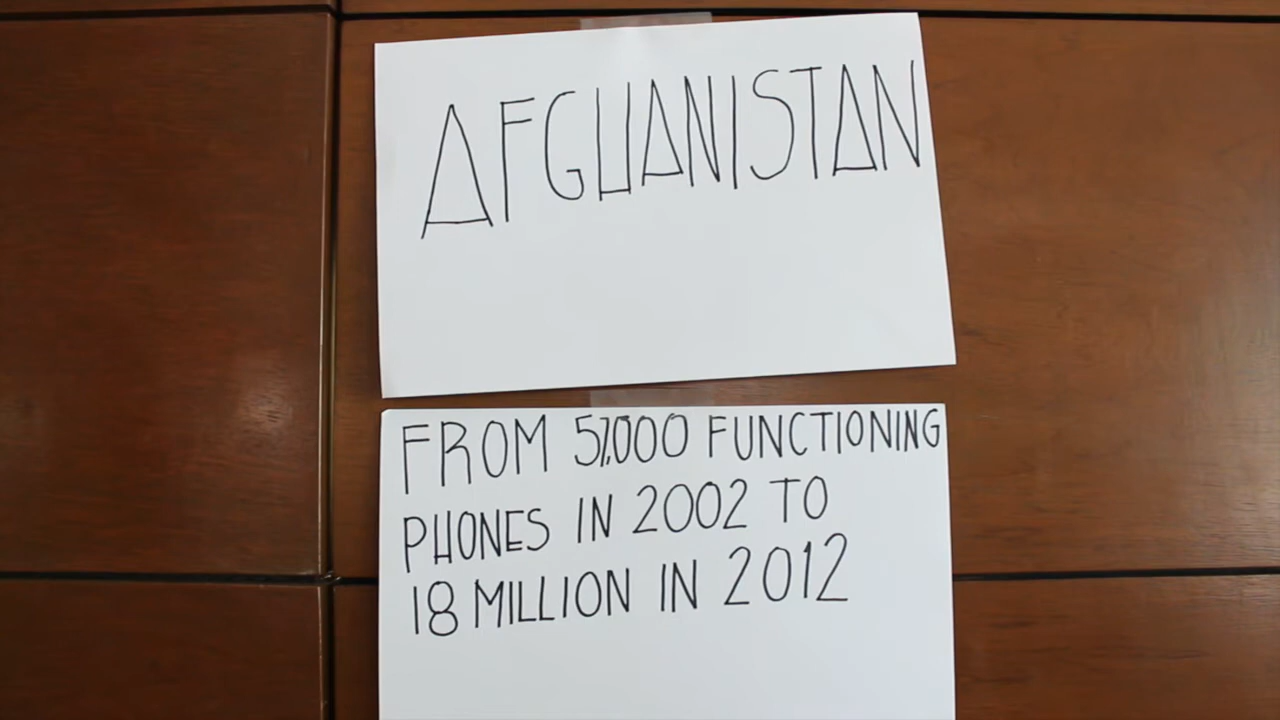 AFGHANISTAN
FROM 57,000 FUNCTIONING
PHONES IN 2002 TO
18 MILLION IN 2012